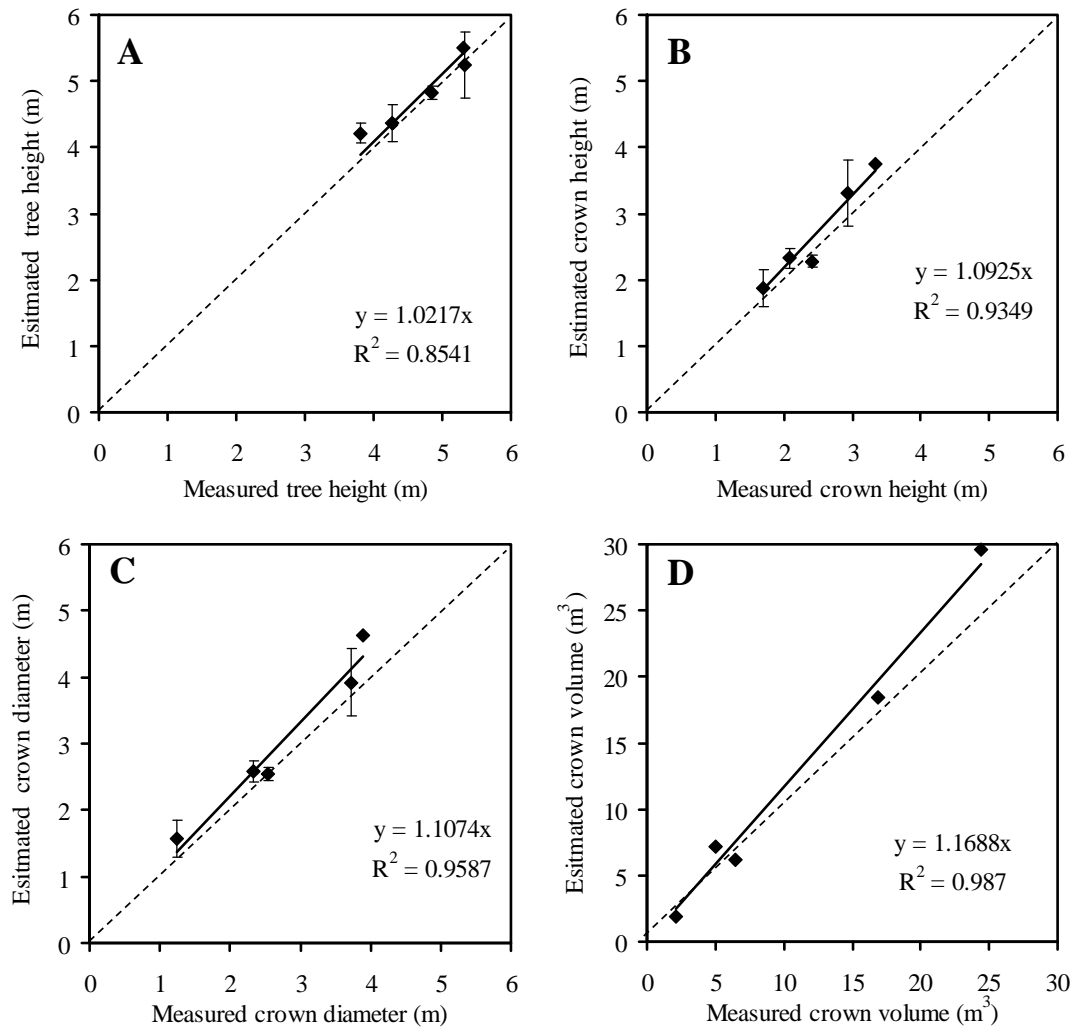 A
Esitmated tree height (m)
6
5
4
3
2
1
0
y = 1.0217x
R² = 0.8541
0 1 2 3 4 5 6
Measured tree height (m)
B
Estimated crown height (m)
6
5
4
3
2
1
0
y = 1.0925x
R² = 0.9349
0 1 2 3 4 5 6
Measured crown height (m)
C
Esitmated crown diameter (m)
6
5
4
3
2
1
0
y = 1.1074x
R² = 0.9587
0 1 2 3 4 5 6
Measured crown diameter (m)
D
Esitmated crown volume (m³)
30
25
20
15
10
5
0
y = 1.1688x
R² = 0.987
0 5 10 15 20 25 30
Measured crown volume (m³)